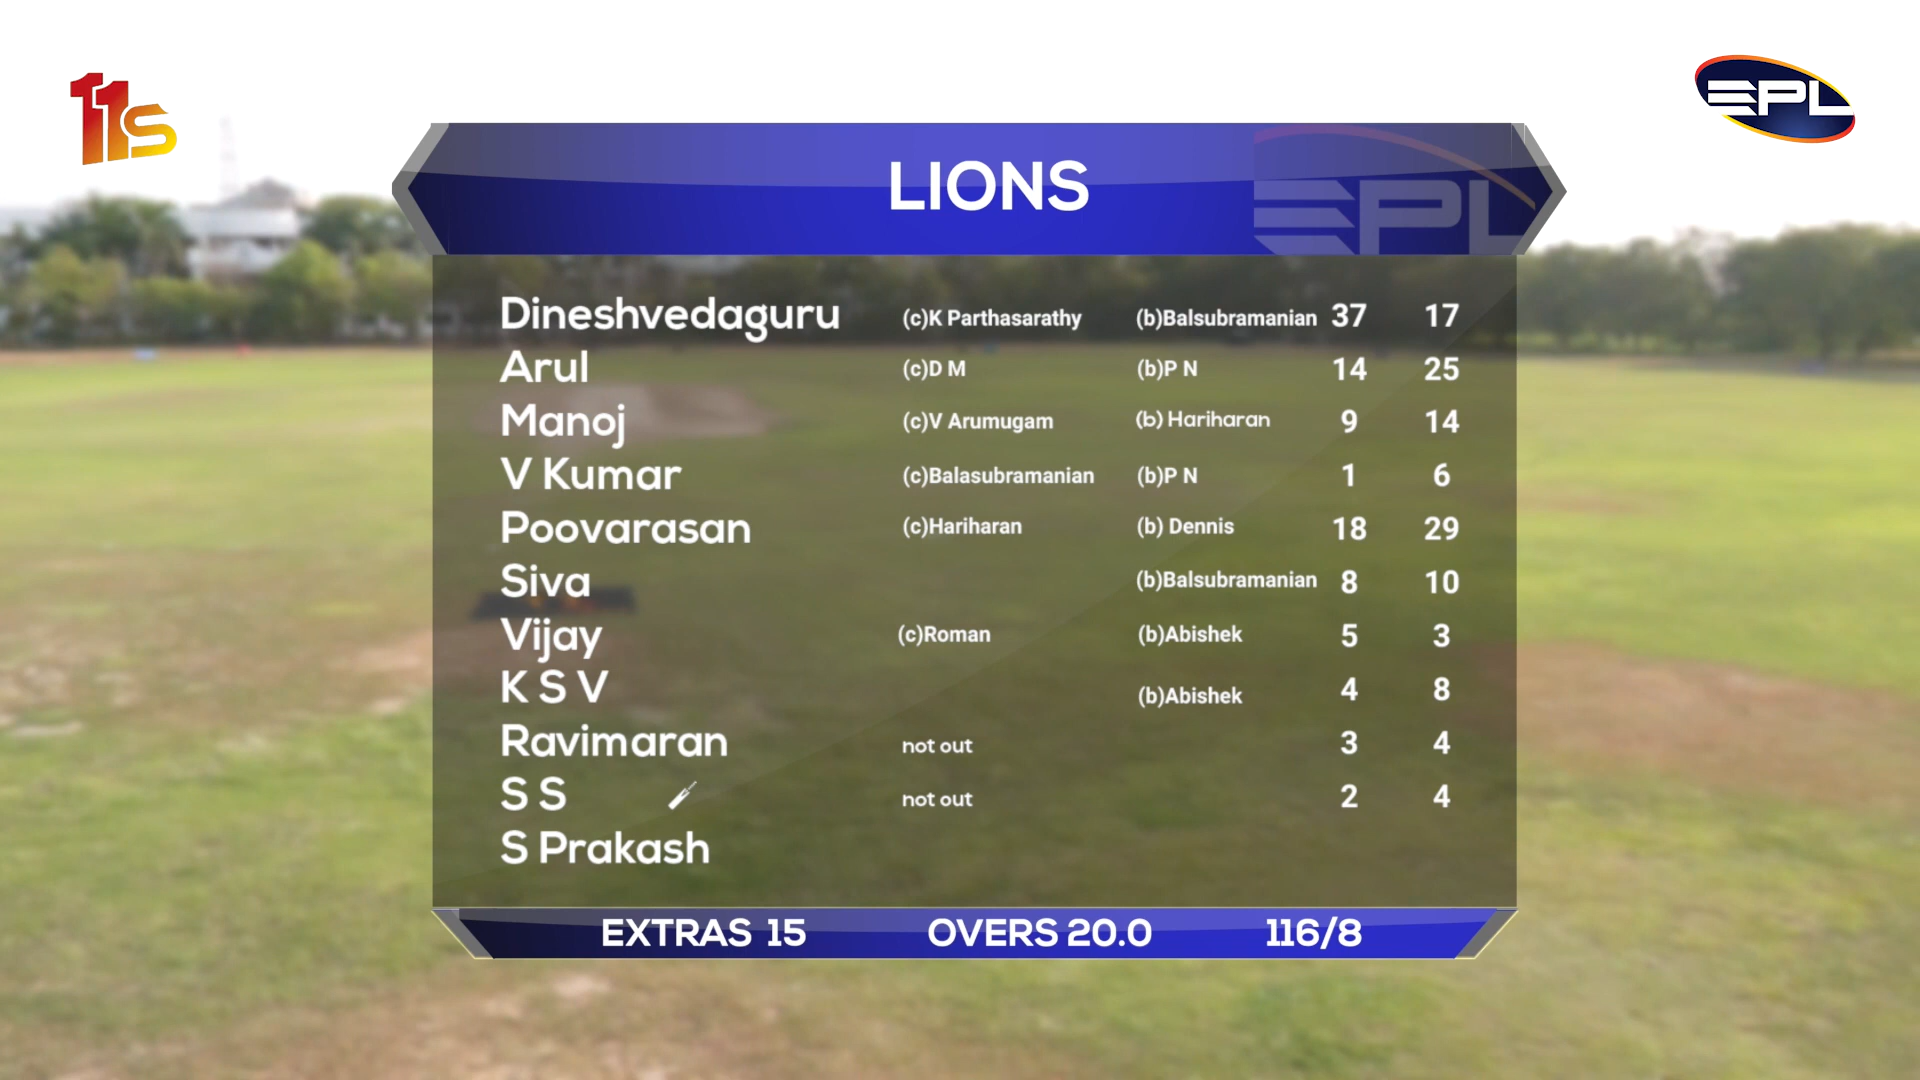 11s
EPL
LIONS
EPL
Dineshvedaguru (c)K Parthasarathy (b)Balsubramanian 37 17
Arul (c)D M (b)P N 14 25
Manoj (c)V Arumugam (b) Hariharan 9 14
V Kumar (c)Balasubramanian (b)P N 1 6
Poovarasan (c)Hariharan (b) Dennis 18 29
Siva (b)Balsubramanian 8 10
Vijay (c)Roman (b)Abishek 5 3
K S V (b)Abishek 4 8
Ravimaran not out 3 4
S S not out 2 4
S Prakash
EXTRAS 15 OVERS 20.0 116/8